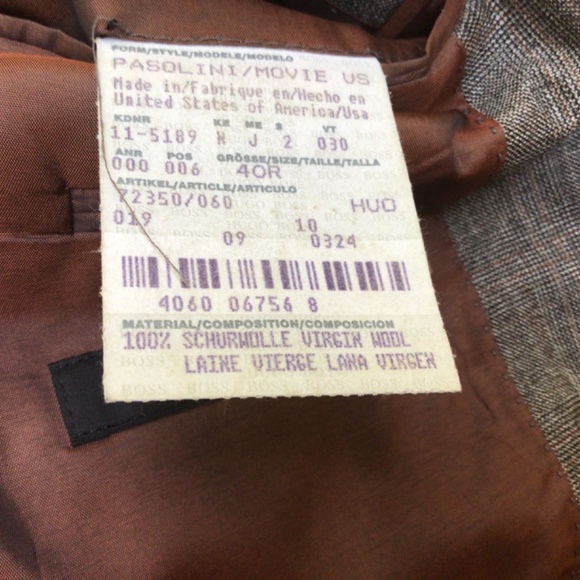 FORM/STYLE/MODELE/MODELO
PASOLINI/MOVIE US
Made in/Fabrique en/Hecho en
United States of America/Usa
KDNR KE ME S VT
11-5189 N J 2 030
ANR POS GRÖSSE/SIZE/TAILLE/TALLA
000 006 40R
ARTIKEL/ARTICLE/ARTICULO
72350/060 HUO
019 10
09 0324
4060 06756 8
MATERIAL/COMPOSITION/COMPOSICION
100% SCHURWOLLE VIRGIN WOOL
LAINE VIERGE LANA VIRGEN